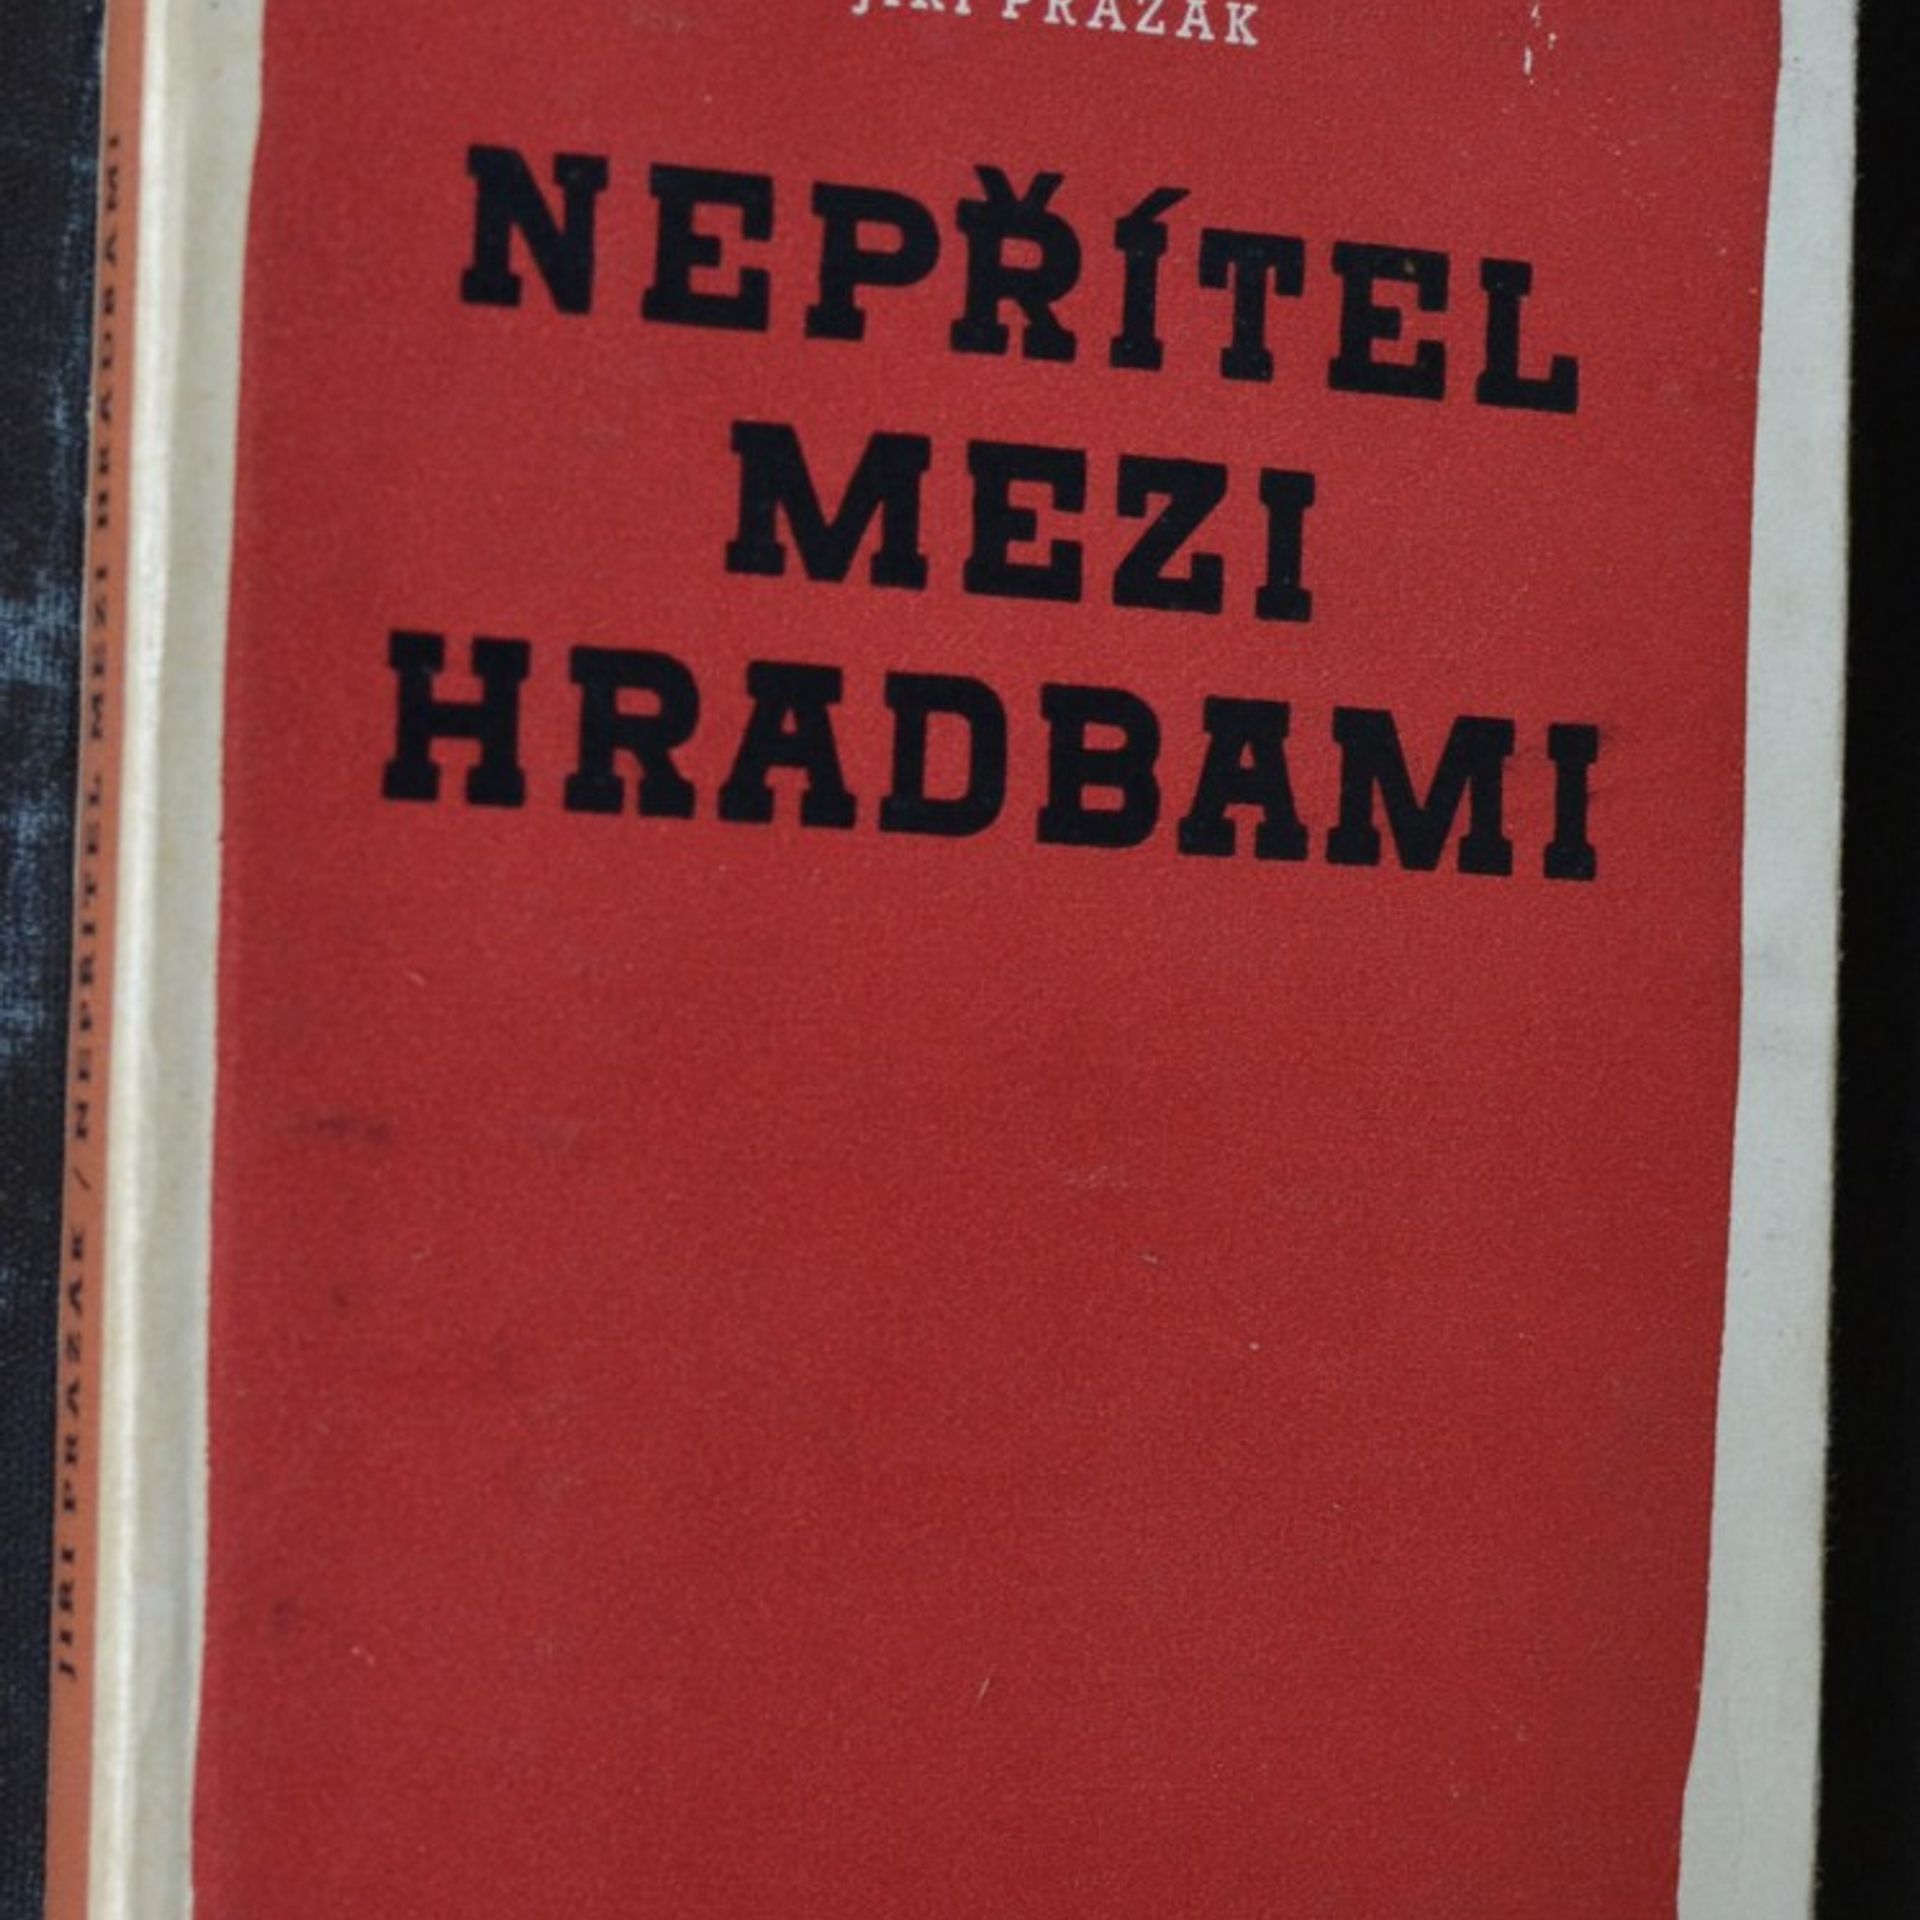 JIŘÍ PRAŽÁK
NEPŘÍTEL
MEZI
HRADBAMI
JIŘÍ PRAŽÁK / NEPŘÍTEL MEZI HRADBAMI